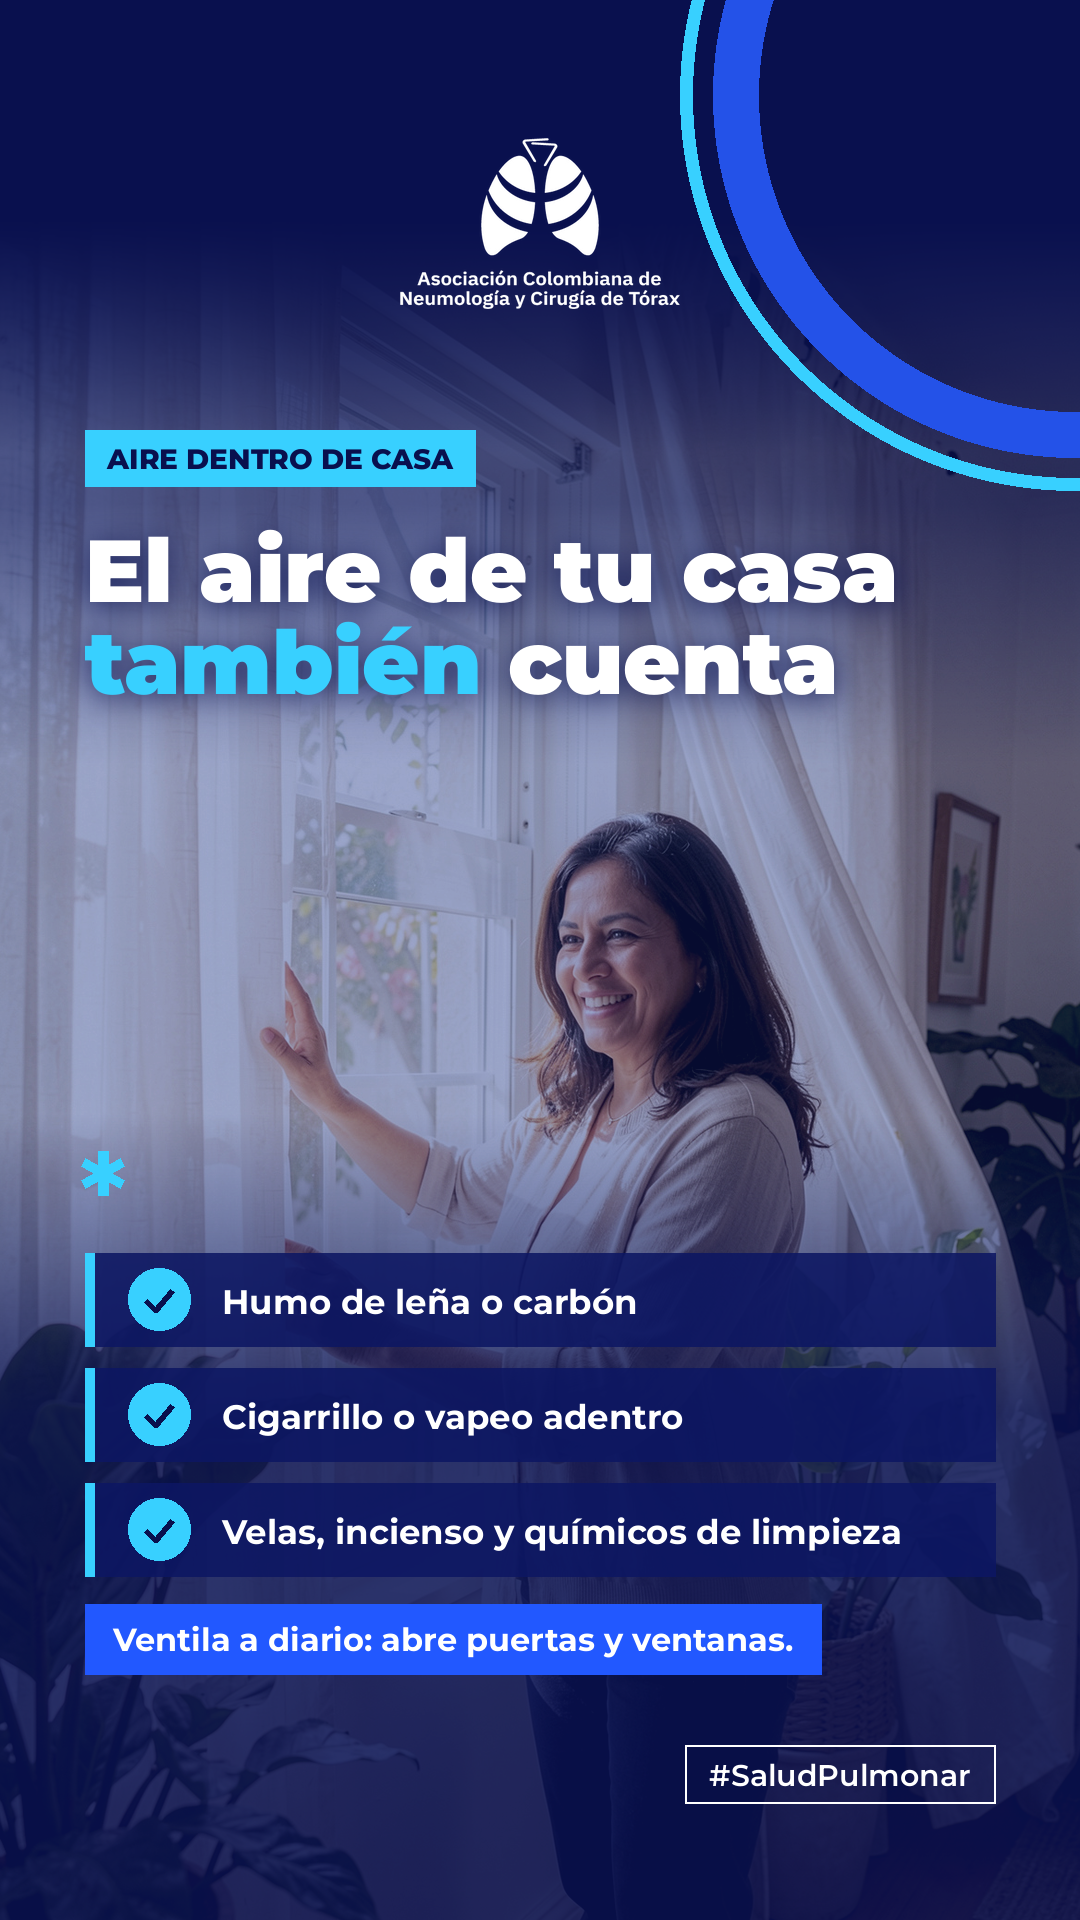 Asociación Colombiana de
Neumología y Cirugía de Tórax
AIRE DENTRO DE CASA
El aire de tu casa
también cuenta
Humo de leña o carbón
Cigarrillo o vapeo adentro
Velas, incienso y químicos de limpieza
Ventila a diario: abre puertas y ventanas.
#SaludPulmonar